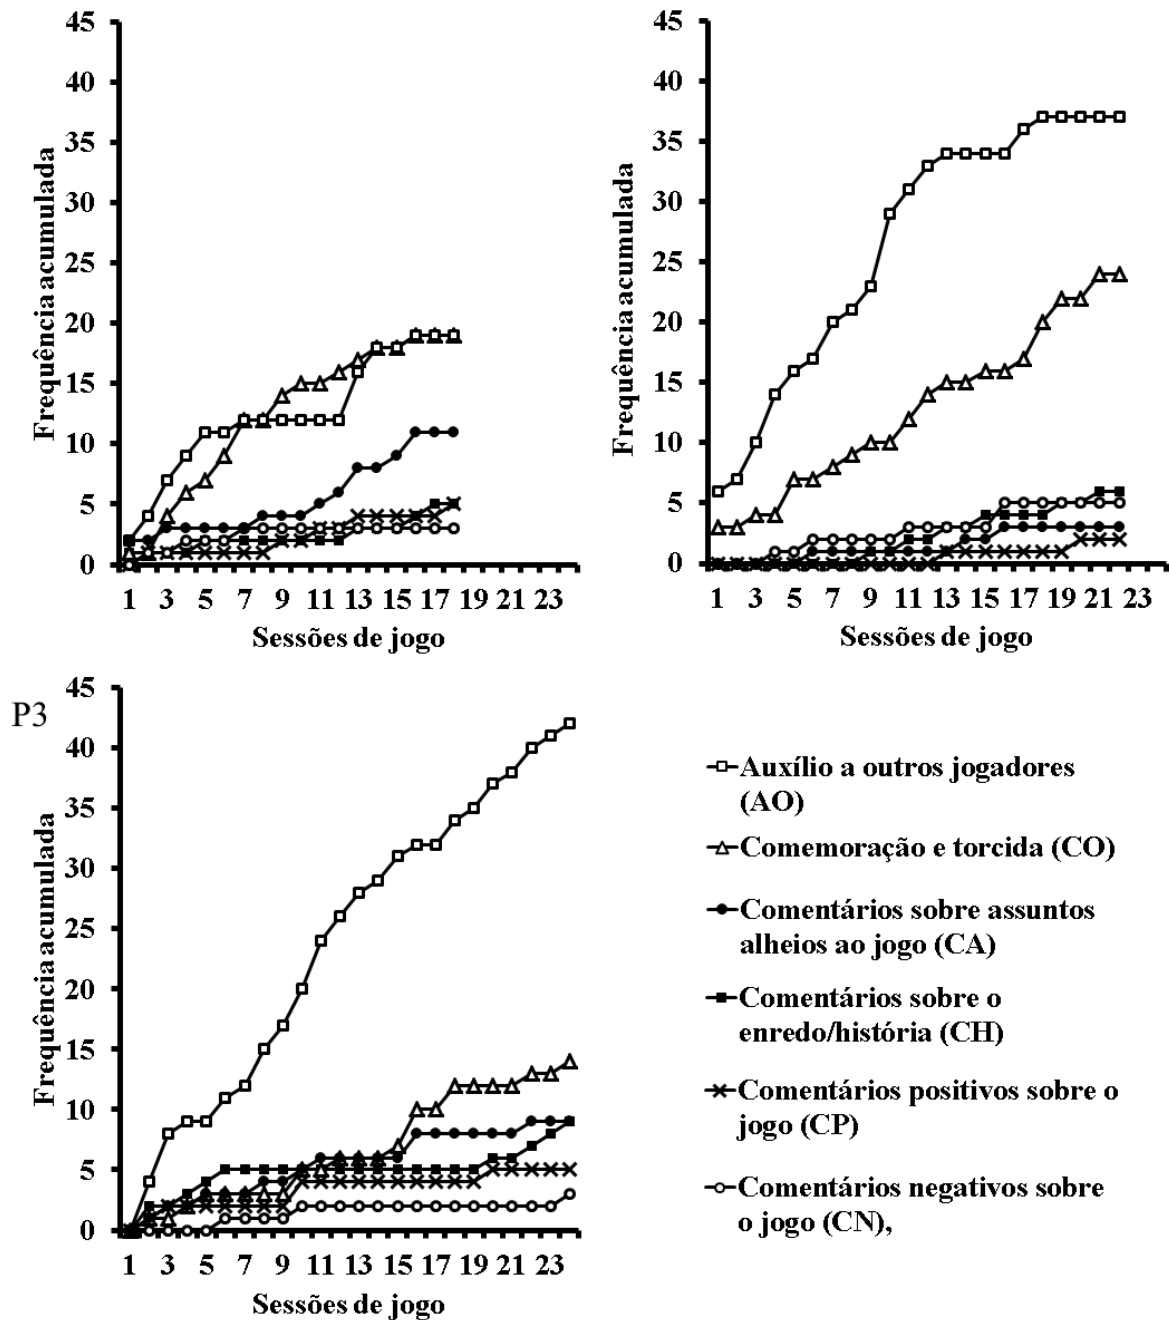 45
40
35
30
25
20
15
10
5
0
Frequência acumulada
1 3 5 7 9 11 13 15 17 19 21 23
Sessões de jogo
45
40
35
30
25
20
15
10
5
0
Frequência acumulada
1 3 5 7 9 11 13 15 17 19 21 23
Sessões de jogo
P3
45
40
35
30
25
20
15
10
5
0
Frequência acumulada
1 3 5 7 9 11 13 15 17 19 21 23
Sessões de jogo
Auxílio a outros jogadores
(AO)
Comemoração e torcida (CO)
Comentários sobre assuntos
alheios ao jogo (CA)
Comentários sobre o
enredo/história (CH)
Comentários positivos sobre o
jogo (CP)
Comentários negativos sobre
o jogo (CN),